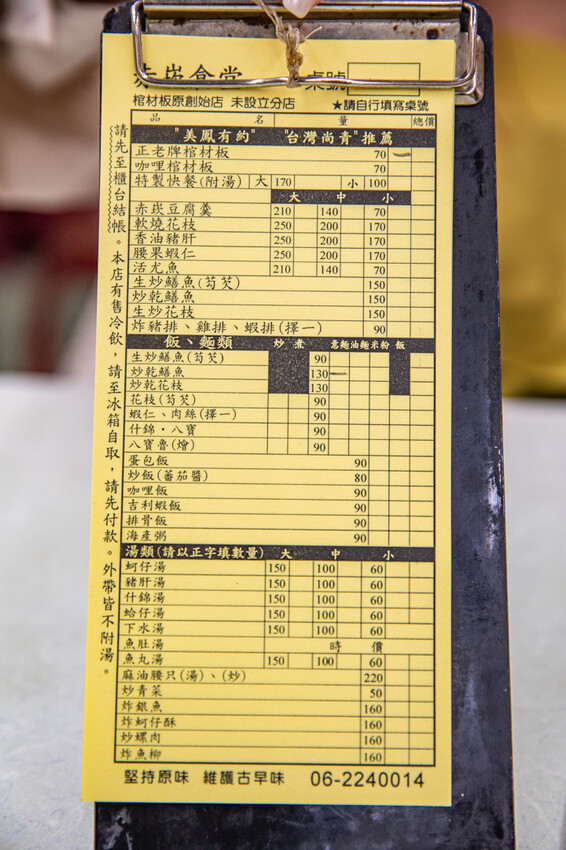 赤崁食堂 桌號
棺材板原創始店 未設立分店 ★請自行填寫桌號
品 名 量 總價
"美鳳有約" "台灣尚青"推薦
正老牌棺材板 70 一
咖哩棺材板 70
特製快餐(附湯) 大 170 小 100
大 中 小
赤崁豆腐羹 210 140 70
軟燒花枝 250 200 170
香油豬肝 250 200 170
腰果蝦仁 250 200 170
活尤魚 210 140 70
生炒鱔魚(芶芡) 150
炒乾鱔魚 150
生炒花枝 150
炸豬排、雞排、蝦排(擇一) 90
飯、麵類 炒 煮 意麵 油麵 米粉 飯
生炒鱔魚(芶芡) 90
炒乾鱔魚 130 一
炒乾花枝 130
花枝(芶芡) 90
蝦仁、肉絲(擇一) 90
什錦‧八寶 90
八寶魯(燴) 90
蛋包飯 90
炒飯(蕃茄醬) 80
咖哩飯 90
吉利蝦飯 90
排骨飯 90
海產粥 90
湯類(請以正字填數量) 大 中 小
蚵仔湯 150 100 60
豬肝湯 150 100 60
什錦湯 150 100 60
蛤仔湯 150 100 60
下水湯 150 100 60
魚肚湯 時 價
魚丸湯 150 100 60
麻油腰只(湯)、(炒) 220
炒青菜 50
炸銀魚 160
炸蚵仔酥 160
炒螺肉 160
炸魚柳 160
堅持原味 維護古早味 06-2240014
請先至櫃台結帳。本店有售冷飲,請至冰箱自取,請先付款。外帶皆不附湯。